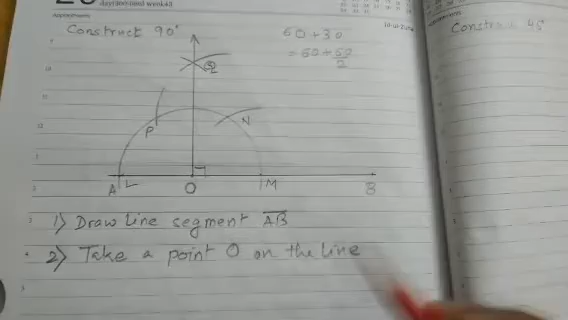 Construct 90°
60 + 30
= 60 + 60/2
Construct 45°
Q
P
N
A L O M B
1) Draw line segment AB
2) Take a point O on the line